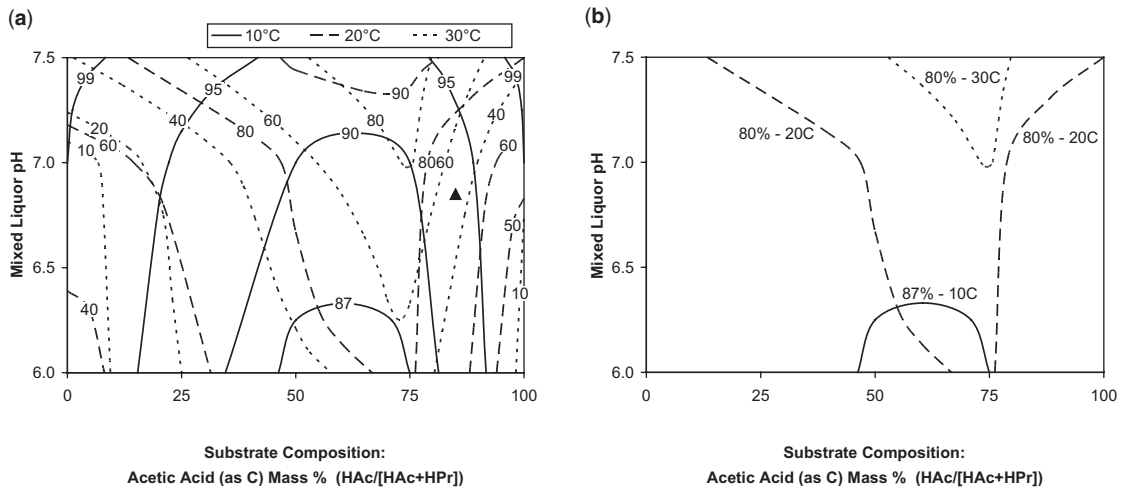 (a)
10°C 20°C 30°C
7.5
99
95
90
95
99
40
80
60
80
40
20
60
90
80
60
60
7.0
10
6.5
50
10
40
87
6.0
0 25 50 75 100
Mixed Liquor pH
Substrate Composition:
Acetic Acid (as C) Mass % (HAc/[HAc+HPr])
(b)
7.5
80% - 30C
80% - 20C
80% - 20C
7.0
6.5
87% - 10C
6.0
0 25 50 75 100
Mixed Liquor pH
Substrate Composition:
Acetic Acid (as C) Mass % (HAc/[HAc+HPr])